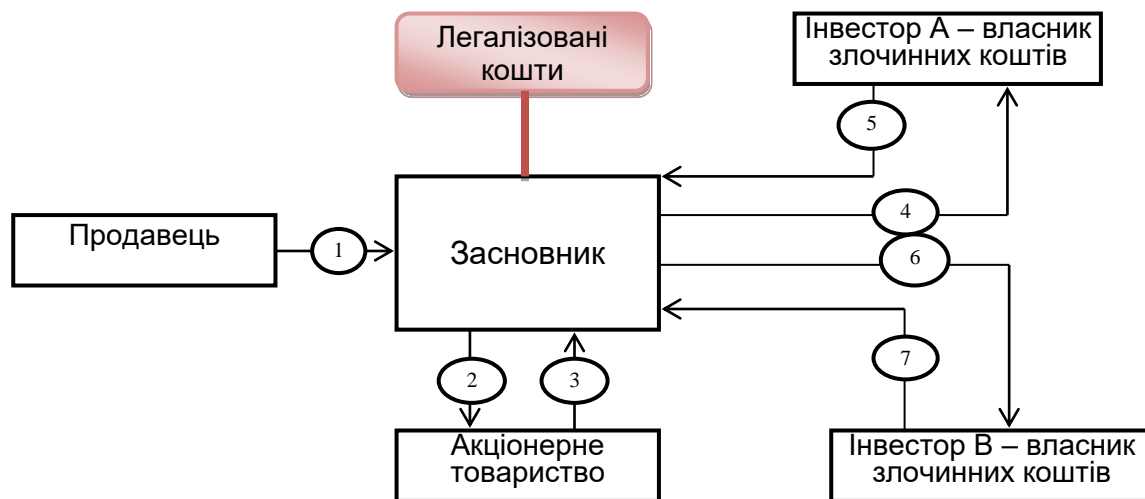 Легалізовані
кошти
Інвестор А – власник
злочинних коштів
5
4
Продавець
1
Засновник
6
7
2
3
Акціонерне
товариство
Інвестор В – власник
злочинних коштів